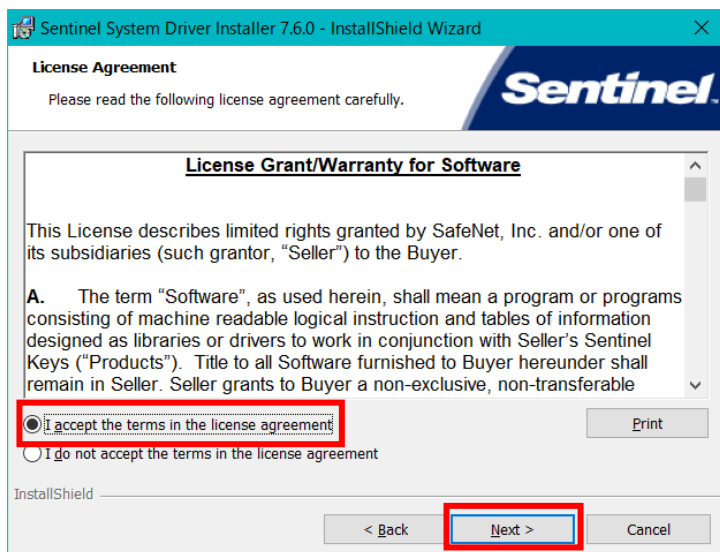 Sentinel System Driver Installer 7.6.0 - InstallShield Wizard
License Agreement
Please read the following license agreement carefully.
Sentinel.
License Grant/Warranty for Software
This License describes limited rights granted by SafeNet, Inc. and/or one of
its subsidiaries (such grantor, “Seller”) to the Buyer.
A. The term “Software”, as used herein, shall mean a program or programs
consisting of machine readable logical instruction and tables of information
designed as libraries or drivers to work in conjunction with Seller’s Sentinel
Keys (“Products”). Title to all Software furnished to Buyer hereunder shall
remain in Seller. Seller grants to Buyer a non-exclusive, non-transferable
I accept the terms in the license agreement
Print
I do not accept the terms in the license agreement
InstallShield
< Back
Next >
Cancel